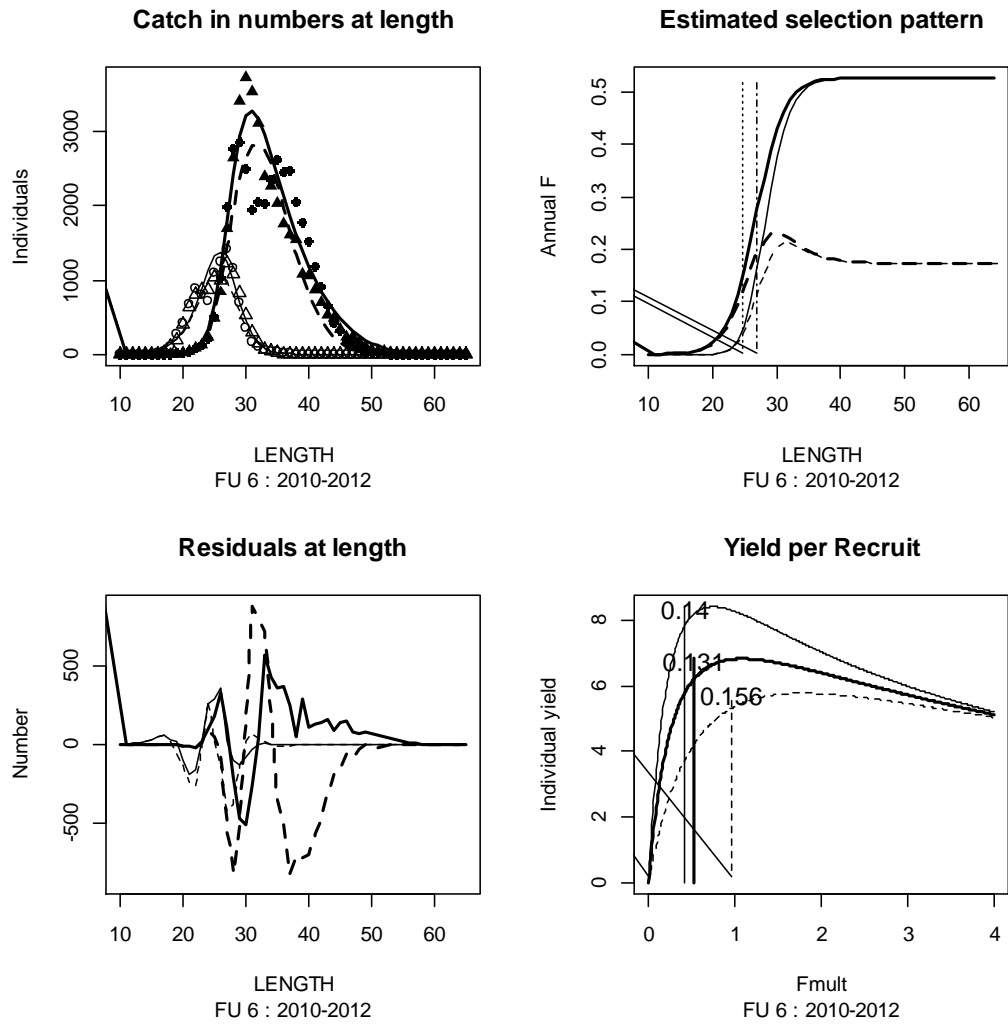 Catch in numbers at length
Individuals
0 1000 2000 3000
10 20 30 40 50 60
LENGTH
FU 6 : 2010-2012
Estimated selection pattern
Annual F
0.0 0.1 0.2 0.3 0.4 0.5
10 20 30 40 50 60
LENGTH
FU 6 : 2010-2012
Residuals at length
Number
-500 0 500
10 20 30 40 50 60
LENGTH
FU 6 : 2010-2012
Yield per Recruit
Individual yield
0 2 4 6 8
0.14
0.131
0.156
0 1 2 3 4
Fmult
FU 6 : 2010-2012